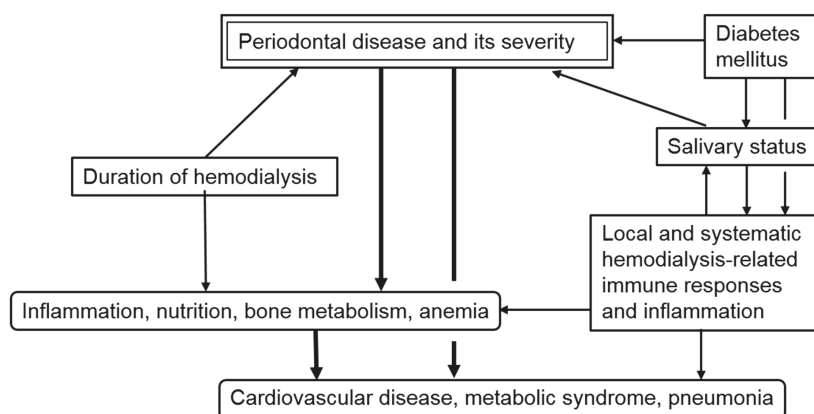 Periodontal disease and its severity
Diabetes
mellitus
Salivary status
Duration of hemodialysis
Local and systematic
hemodialysis-related
immune responses
and inflammation
Inflammation, nutrition, bone metabolism, anemia
Cardiovascular disease, metabolic syndrome, pneumonia